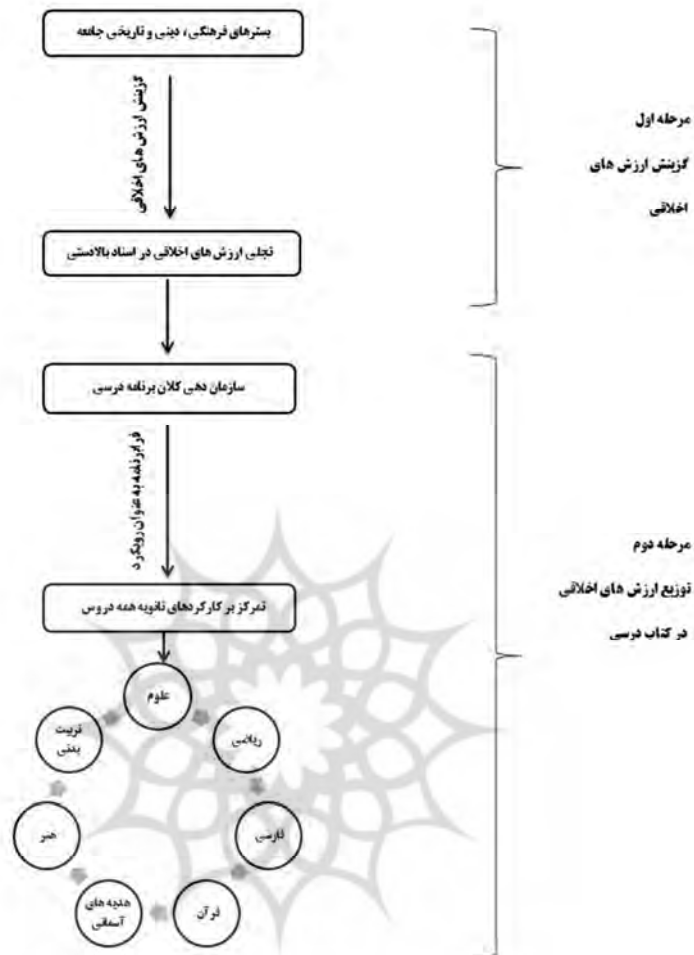 بسترهای فرهنگی، دینی و تاریخی جامعه
گزینش ارزش های اخلاقی
تجلی ارزش های اخلاقی در اسناد بالادستی
مرحله اول
گزینش ارزش های
اخلاقی
سازمان دهی کلان برنامه درسی
فرابرنامه به عنوان رویکرد
تمرکز بر کارکردهای ثانویه همه دروس
مرحله دوم
توزیع ارزش های اخلاقی
در کتاب درسی
علوم
ریاضی
فارسی
قرآن
هدیه های
آسمانی
هنر
تربیت
بدنی